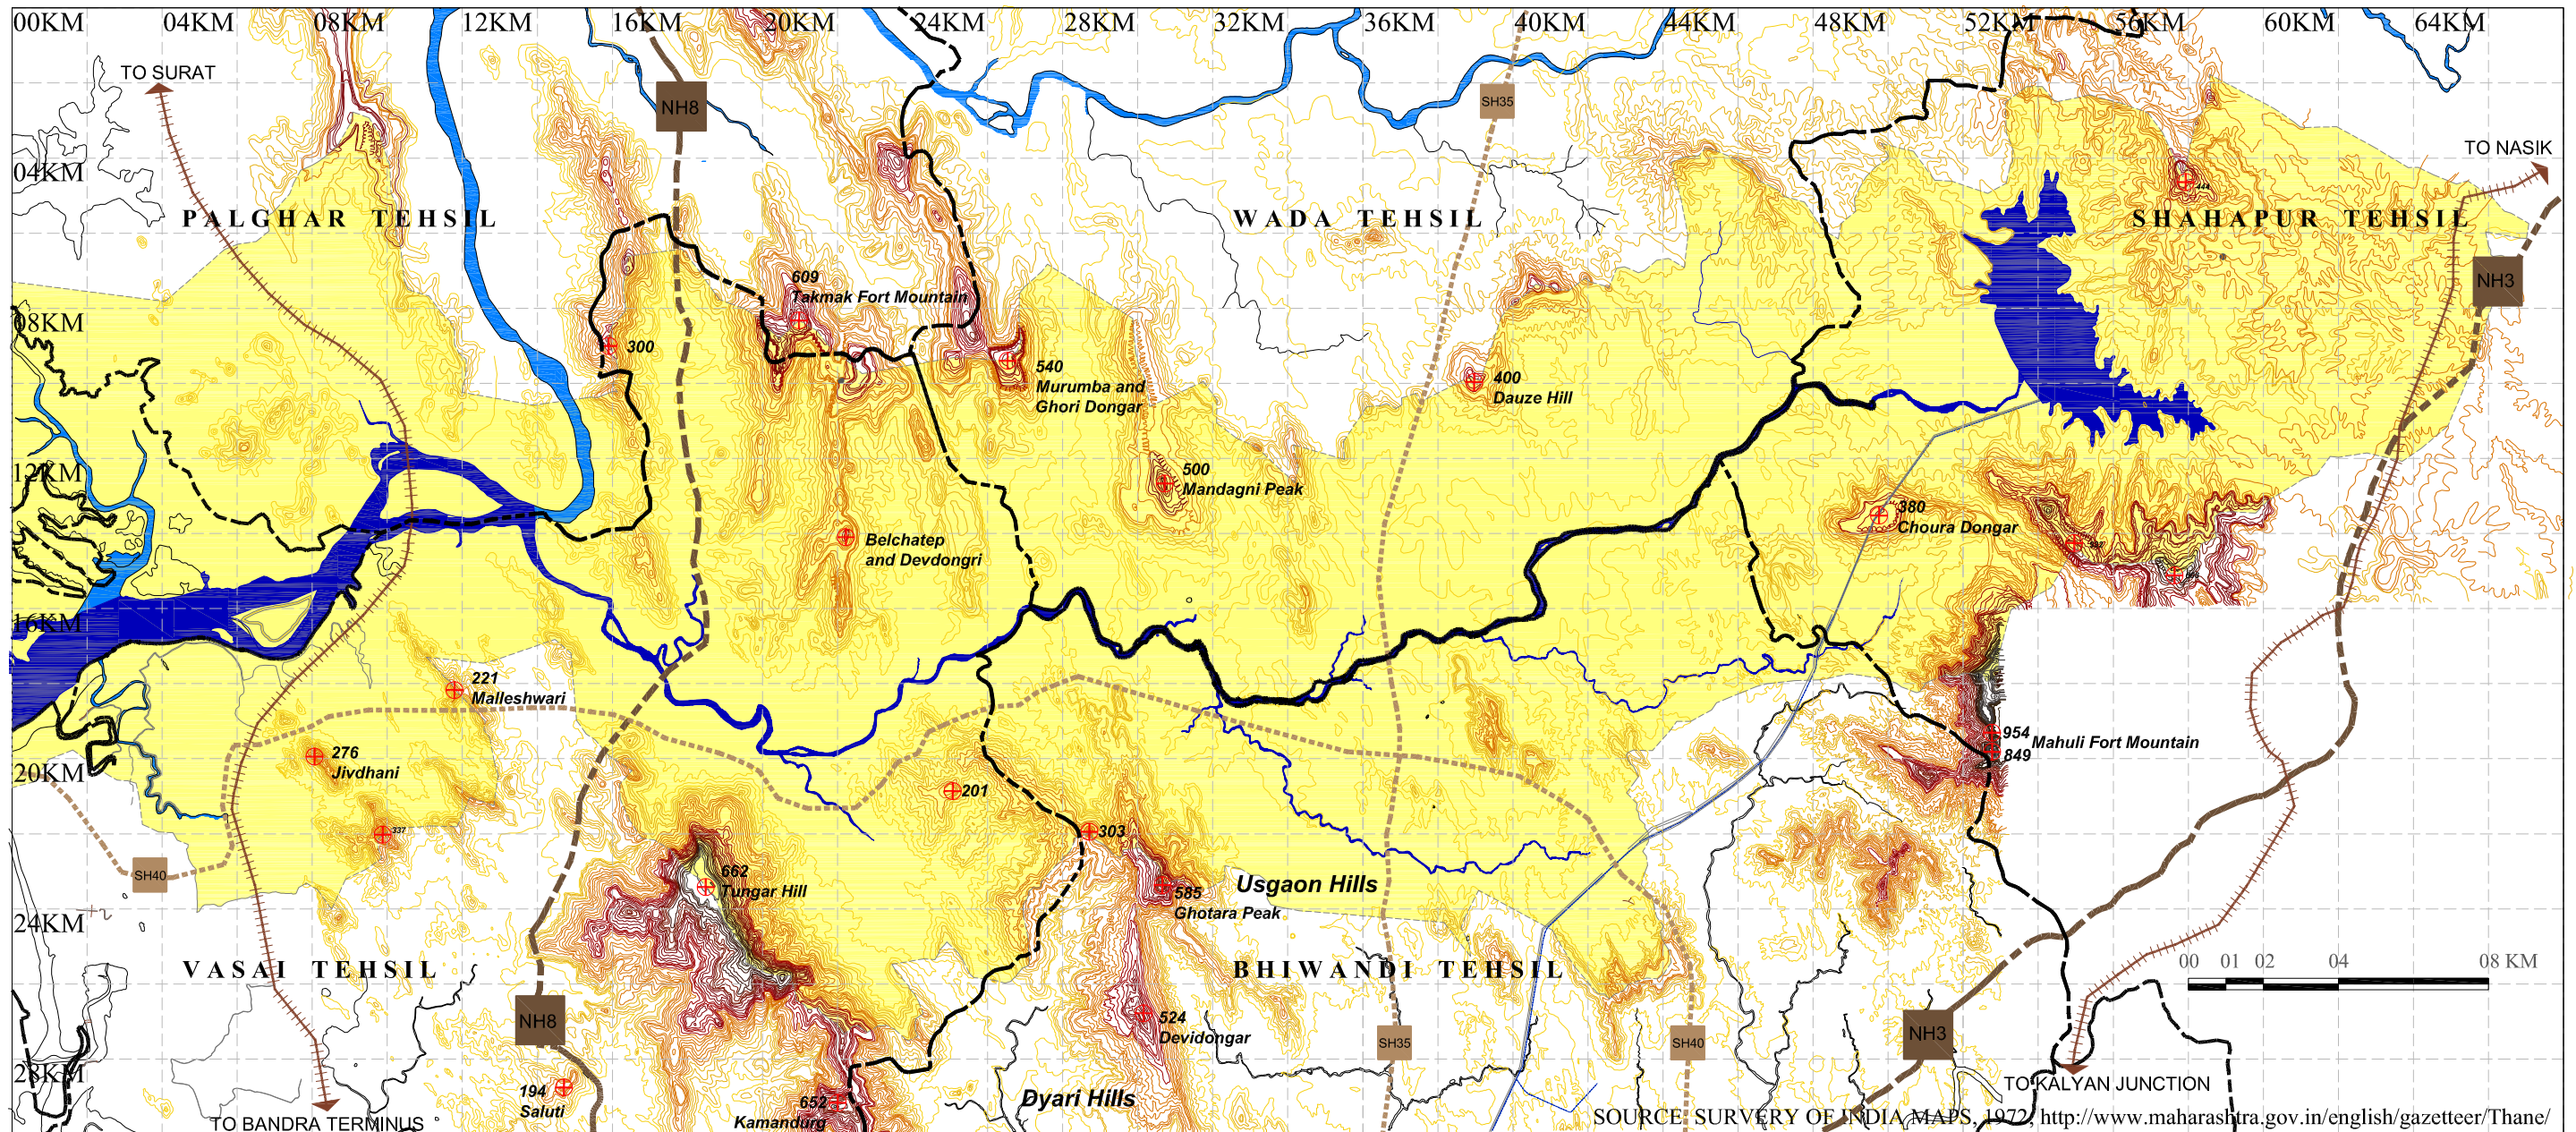 00KM 04KM 08KM 12KM 16KM 20KM 24KM 28KM 32KM 36KM 40KM 44KM 48KM 52KM 56KM 60KM 64KM
TO SURAT
NH8
SH35
TO NASIK
04KM
444
PALGHAR TEHSIL
WADA TEHSIL
SHAHAPUR TEHSIL
NH3
609
Takmak Fort Mountain
08KM
300
540
Murumba and
Ghori Dongar
400
Dauze Hill
12KM
500
Mandagni Peak
380
Choura Dongar
Belchatep
and Devdongri
16KM
221
Malleshwari
954
Mahuli Fort Mountain
849
276
Jivdhani
20KM
201
337
303
SH40
662
Tungar Hill
585
Ghotara Peak
Usgaon Hills
24KM
VASAI TEHSIL
BHIWANDI TEHSIL
00 01 02 04 08 KM
NH8
524
Devidongar
SH35
SH40
NH3
28KM
194
Saluti
652
Kamandurg
Dyari Hills
TO KALYAN JUNCTION
TO BANDRA TERMINUS
SOURCE SURVERY OF INDIA MAPS, 1972, http://www.maharashtra.gov.in/english/gazetteer/Thane/